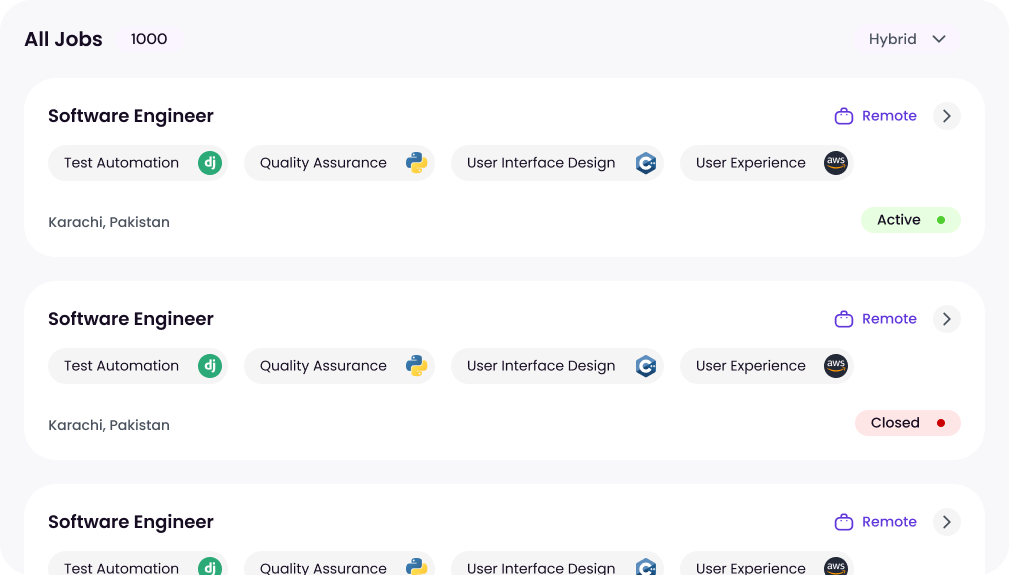 All Jobs 1000 Hybrid
Software Engineer Remote
Test Automation dj Quality Assurance User Interface Design C++ User Experience aws
Karachi, Pakistan Active
Software Engineer Remote
Test Automation dj Quality Assurance User Interface Design C++ User Experience aws
Karachi, Pakistan Closed
Software Engineer Remote
Test Automation dj Quality Assurance User Interface Design C++ User Experience aws